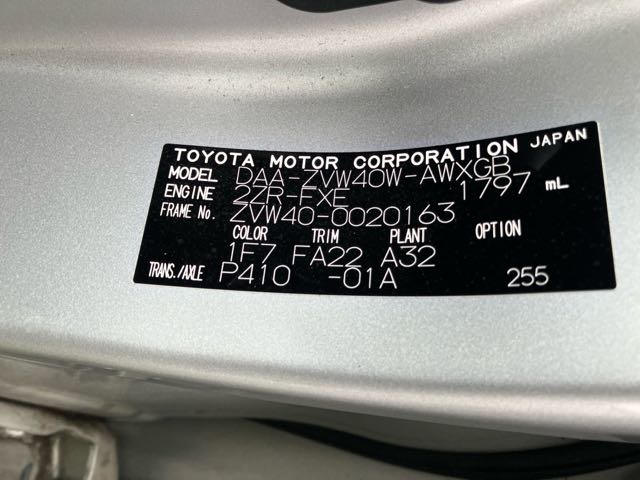 TOYOTA MOTOR CORPORATION JAPAN
MODEL DAA-ZVW40W-AWXGB
ENGINE 2ZR-FXE 1797 mL
FRAME No. ZVW40-0020163
COLOR TRIM PLANT OPTION
1F7 FA22 A32
TRANS./AXLE P410 -01A 255